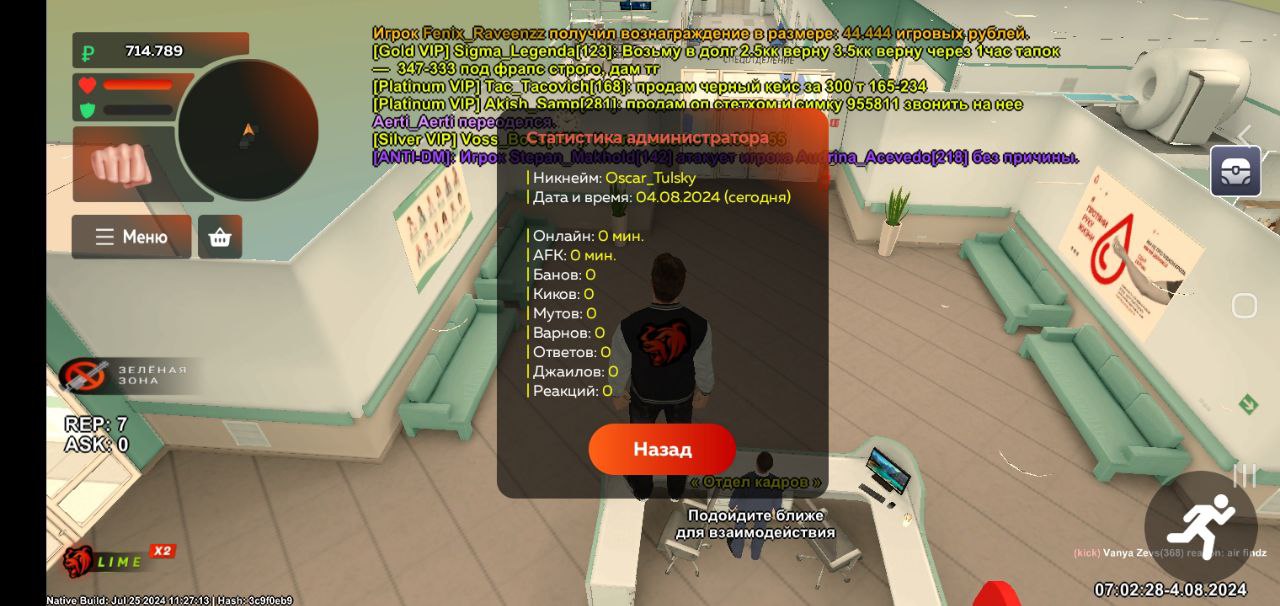 714.789
Меню
Игрок Fenix_Raveenzz получил вознаграждение в размере: 44.444 игровых рублей.
[Gold VIP] Sigma_Legenda[123]: Возьму в долг 2.5кк верну 3.5кк верну через 1час тапок
— 347-333 под фрапс строго, дам тг
[Platinum VIP] Tac_Tacovich[168]: продам черный кейс за 300 т 165-234
[Platinum VIP] Akish_Samp[281]: продам оп стетхом и симку 955811 звонить на нее
Aerti_Aerti переоделся.
[Silver VIP] Voss_
[ANTI-DM]: Игрок Stepan_Makhold[142] атакует игрока Audrina_Acevedo[218] без причины.
Статистика администратора
Никнейм: Oscar_Tulsky
Дата и время: 04.08.2024 (сегодня)
Онлайн: 0 мин.
AFK: 0 мин.
Банов: 0
Киков: 0
Мутов: 0
Варнов: 0
Ответов: 0
Джаилов: 0
Реакций: 0
Назад
« Отдел кадров »
Подойдите ближе
для взаимодействия
ЗЕЛЁНАЯ
ЗОНА
REP: 7
ASK: 0
LIME X2
ПРОТЯНИ
РУКУ
ЖИЗНИ
(kick) Vanya Zevs(368) reason: air findz
07:02:28-4.08.2024
Native Build: Jul 25 2024 11:27:13 | Hash: 3c9f0eb9